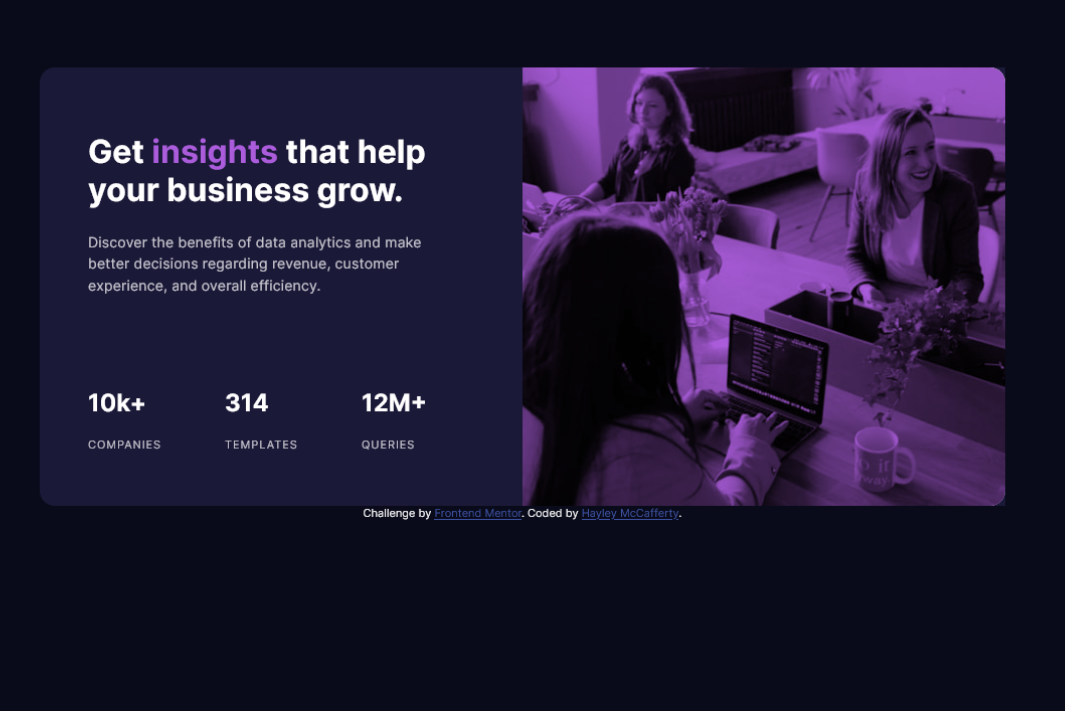 Get insights that help
your business grow.
Discover the benefits of data analytics and make
better decisions regarding revenue, customer
experience, and overall efficiency.
10k+ 314 12M+
COMPANIES TEMPLATES QUERIES
Challenge by Frontend Mentor. Coded by Hayley McCafferty.